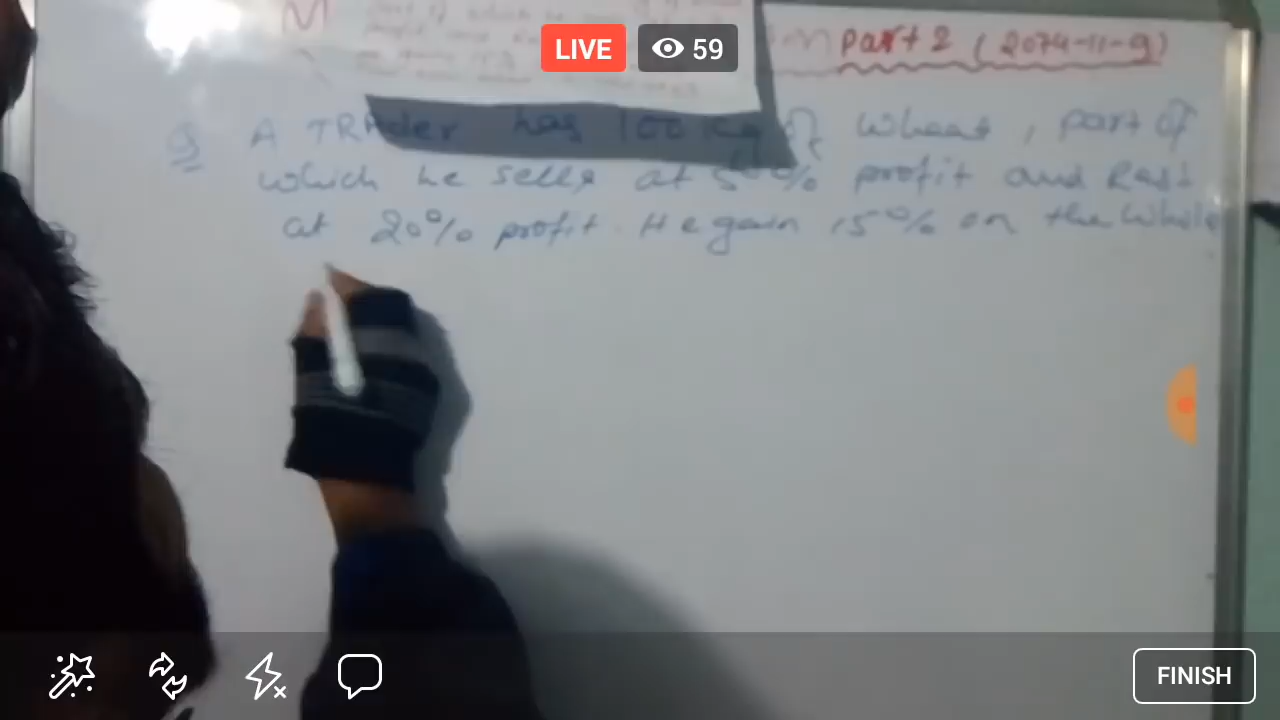 LIVE 59
Part 2 (2074-11-9)
Q A TRAder has 100 kg of wheat, part of
which he sells at 5 % profit and Rest
at 20% profit. He gain 15% on the whole
FINISH